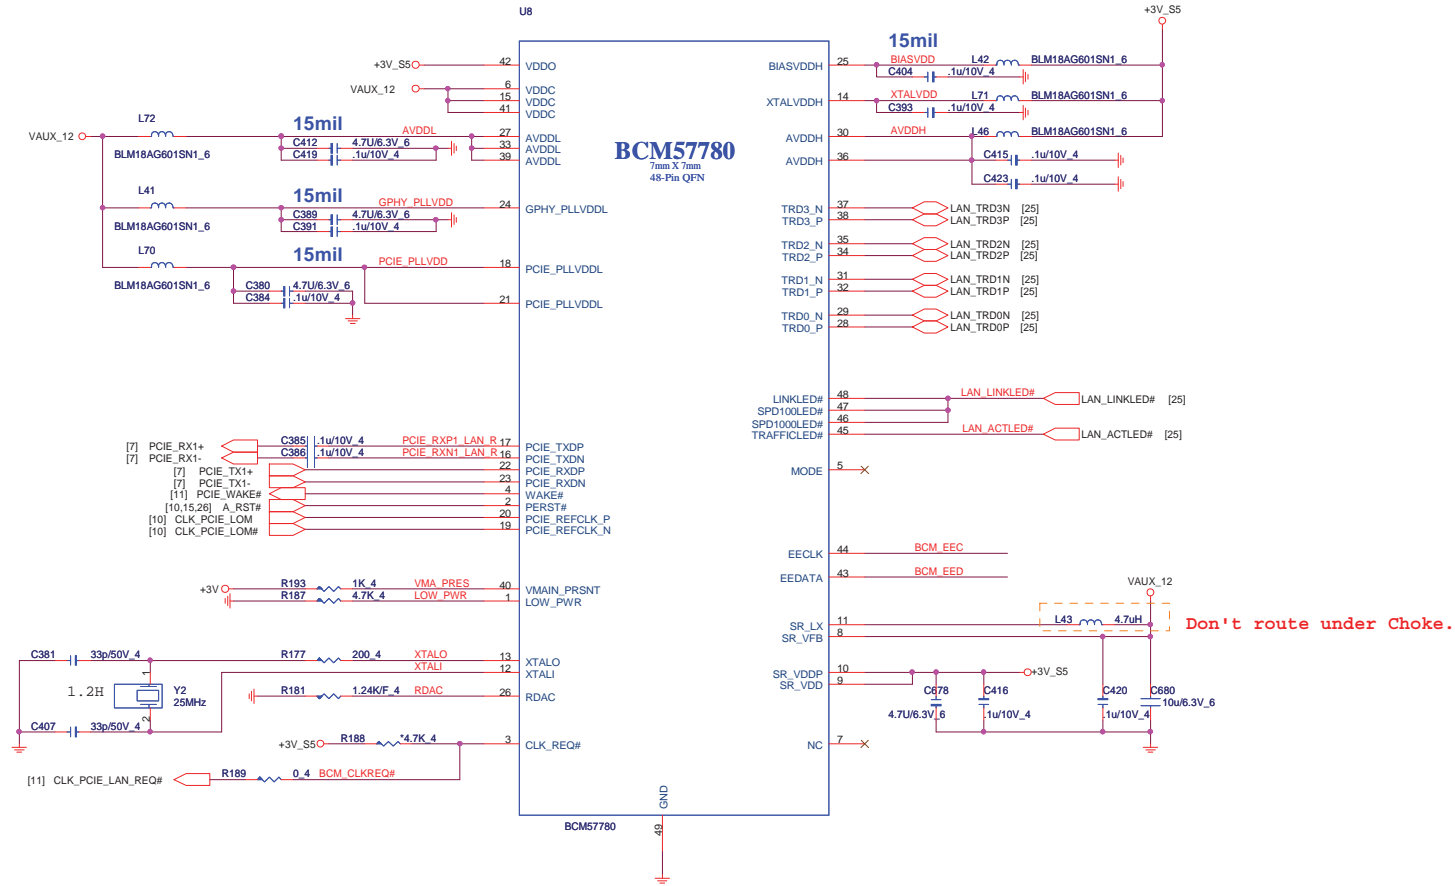 U8
+3V_S5
15mil
+3V_S5 42 VDDO
BIASVDDH 25 BIASVDD L42 BLM18AG601SN1_6
C404 .1u/10V_4
VAUX_12 6 VDDC
15 VDDC
41 VDDC
XTALVDDH 14 XTALVDD L71 BLM18AG601SN1_6
C393 .1u/10V_4
L72
15mil
VAUX_12 AVDDL 27 AVDDL
BLM18AG601SN1_6
C412 4.7U/6.3V_6 33 AVDDL
C419 .1u/10V_4 39 AVDDL
BCM57780
7mm X 7mm
48-Pin QFN
AVDDH 30 AVDDH L46 BLM18AG601SN1_6
AVDDH 36 C415 .1u/10V_4
C423 .1u/10V_4
L41
15mil
GPHY_PLLVDD 24 GPHY_PLLVDDL
BLM18AG601SN1_6
C389 4.7U/6.3V_6
C391 .1u/10V_4
L70
15mil
PCIE_PLLVDD 18 PCIE_PLLVDDL
BLM18AG601SN1_6
C380 4.7U/6.3V_6
C384 .1u/10V_4 21 PCIE_PLLVDDL
TRD3_N 37 LAN_TRD3N [25]
TRD3_P 38 LAN_TRD3P [25]
TRD2_N 35 LAN_TRD2N [25]
TRD2_P 34 LAN_TRD2P [25]
TRD1_N 31 LAN_TRD1N [25]
TRD1_P 32 LAN_TRD1P [25]
TRD0_N 29 LAN_TRD0N [25]
TRD0_P 28 LAN_TRD0P [25]
LINKLED# 48 LAN_LINKLED# LAN_LINKLED# [25]
SPD100LED# 47
SPD1000LED# 46
TRAFFICLED# 45 LAN_ACTLED# LAN_ACTLED# [25]
[7] PCIE_RX1+ C385 .1u/10V_4 PCIE_RXP1_LAN_R 17 PCIE_TXDP
[7] PCIE_RX1- C386 .1u/10V_4 PCIE_RXN1_LAN_R 16 PCIE_TXDN
[7] PCIE_TX1+ 22 PCIE_RXDP
[7] PCIE_TX1- 23 PCIE_RXDN
[11] PCIE_WAKE# 4 WAKE#
[10,15,26] A_RST# 2 PERST#
[10] CLK_PCIE_LOM 20 PCIE_REFCLK_P
[10] CLK_PCIE_LOM# 19 PCIE_REFCLK_N
MODE 5
EECLK 44 BCM_EEC
EEDATA 43 BCM_EED
+3V R193 1K_4 VMA_PRES 40 VMAIN_PRSNT
R187 4.7K_4 LOW_PWR 1 LOW_PWR
VAUX_12
SR_LX 11 L43 4.7uH
Don't route under Choke.
SR_VFB 8
C381 33p/50V_4 R177 200_4 XTALO 13 XTALO
XTALI 12 XTALI
1
1.2H
Y2
25MHz
2
R181 1.24K/F_4 RDAC 26 RDAC
C407 33p/50V_4
SR_VDDP 10 +3V_S5
SR_VDD 9
C678 C416 C420 C680
4.7U/6.3V_6 .1u/10V_4 .1u/10V_4 10u/6.3V_6
+3V_S5 R188 *4.7K_4 3 CLK_REQ#
NC 7
[11] CLK_PCIE_LAN_REQ# R189 0_4 BCM_CLKREQ#
GND
49
BCM57780